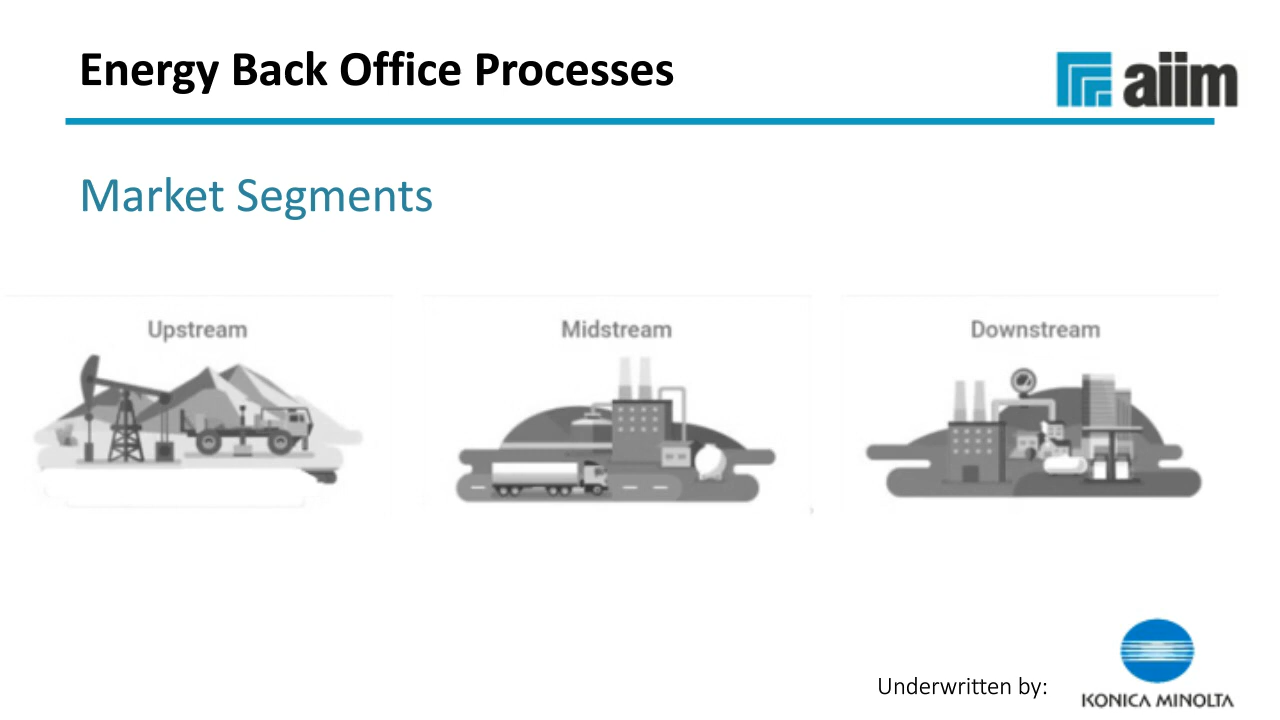 Energy Back Office Processes
aiim
Market Segments
Upstream
Midstream
Downstream
Underwritten by:
KONICA MINOLTA